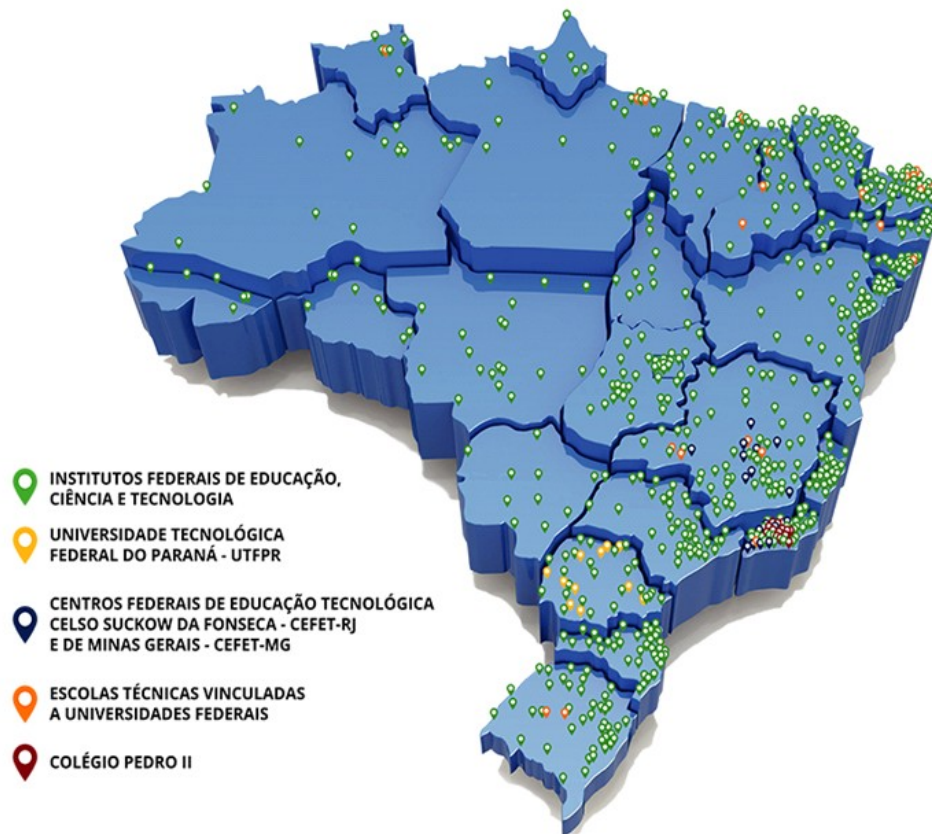 INSTITUTOS FEDERAIS DE EDUCAÇÃO,
CIÊNCIA E TECNOLOGIA
UNIVERSIDADE TECNOLÓGICA
FEDERAL DO PARANÁ - UTFPR
CENTROS FEDERAIS DE EDUCAÇÃO TECNOLÓGICA
CELSO SUCKOW DA FONSECA - CEFET-RJ
E DE MINAS GERAIS - CEFET-MG
ESCOLAS TÉCNICAS VINCULADAS
A UNIVERSIDADES FEDERAIS
COLÉGIO PEDRO II